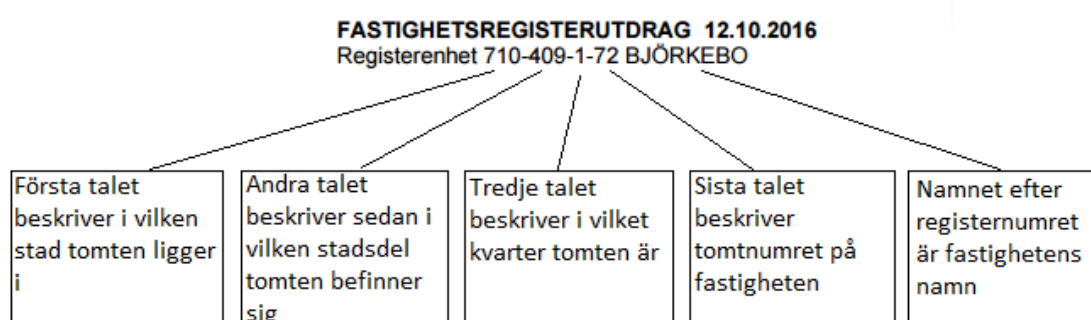 FASTIGHETSREGISTERUTDRAG 12.10.2016
Registerenhet 710-409-1-72 BJÖRKEBO
Första talet
beskriver i vilken
stad tomten ligger
i
Andra talet
beskriver sedan i
vilken stadsdel
tomten befinner
sig
Tredje talet
beskriver i vilket
kvarter tomten är
Sista talet
beskriver
tomtnumret på
fastigheten
Namnet efter
registernumret
är fastighetens
namn